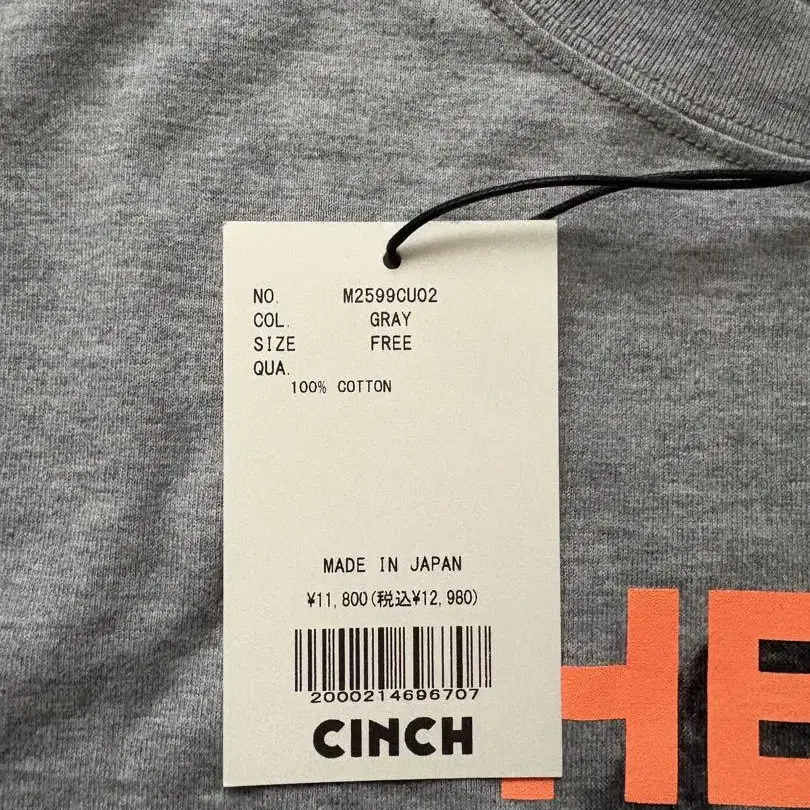 NO. M2599CU02
COL. GRAY
SIZE FREE
QUA.
100% COTTON
MADE IN JAPAN
¥11,800(税込¥12,980)
2000214696707
CINCH
HE